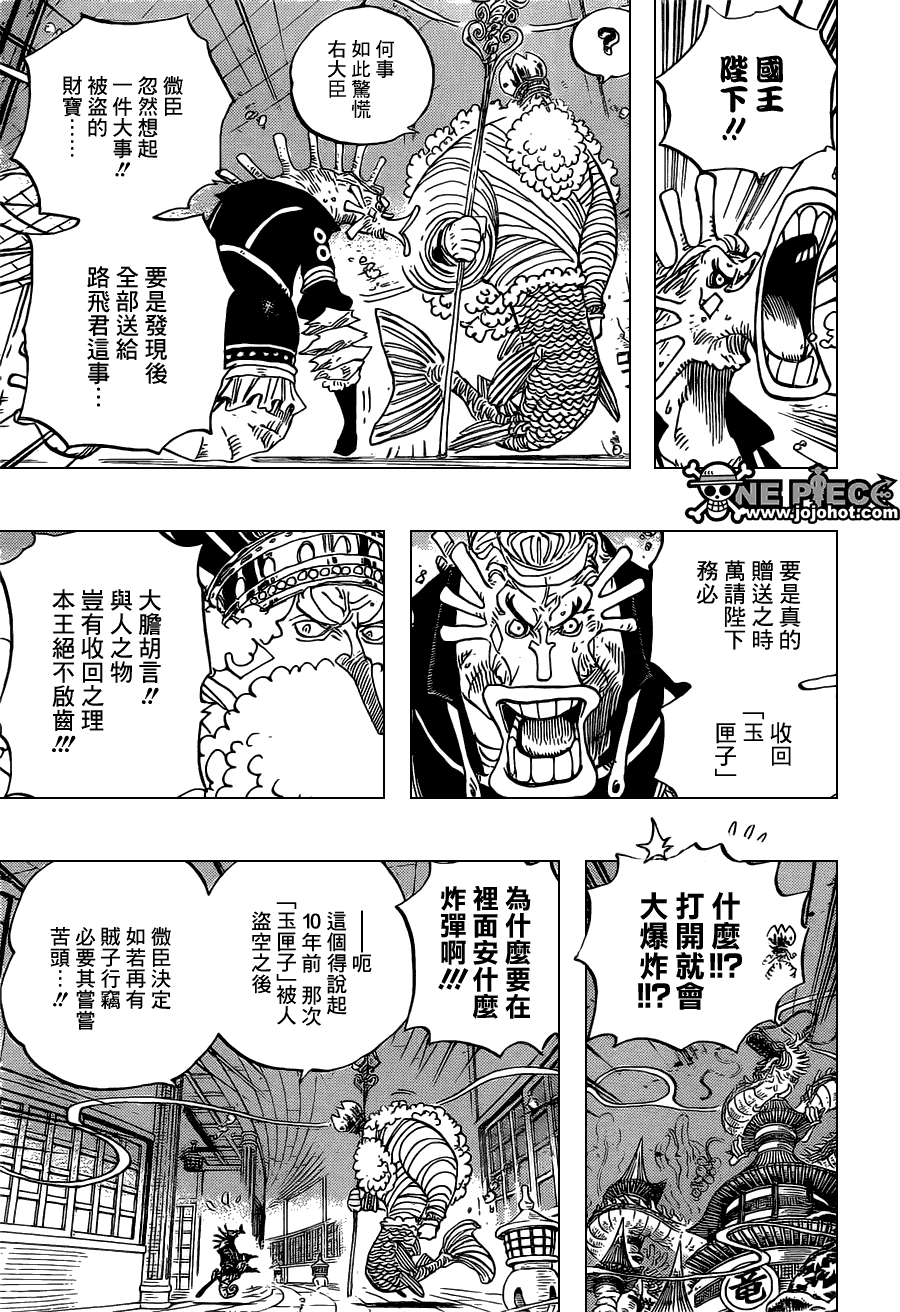 國王
陛下!!
?
何事
如此驚慌
右大臣
微臣
忽然想起
一件大事!!
被盜的
財寶……
要是發現後
全部送給
路飛君這事…
ONE PIECE
www.jojohot.com
要是真的
贈送之時
萬請陛下
務必
收回
「玉
匣子」
大膽胡言!!
與人之物
豈有收回之理
本王絕不啟齒!!!
什麼!!?
打開就會
大爆炸!!?
為什麼要在
裡面安什麼
炸彈啊!!!
——呃
這個得說起
10年前 那次
「玉匣子」被人
盜空之後
微臣決定
如若再有
賊子行竊
必要其嘗嘗
苦頭…!!
竜